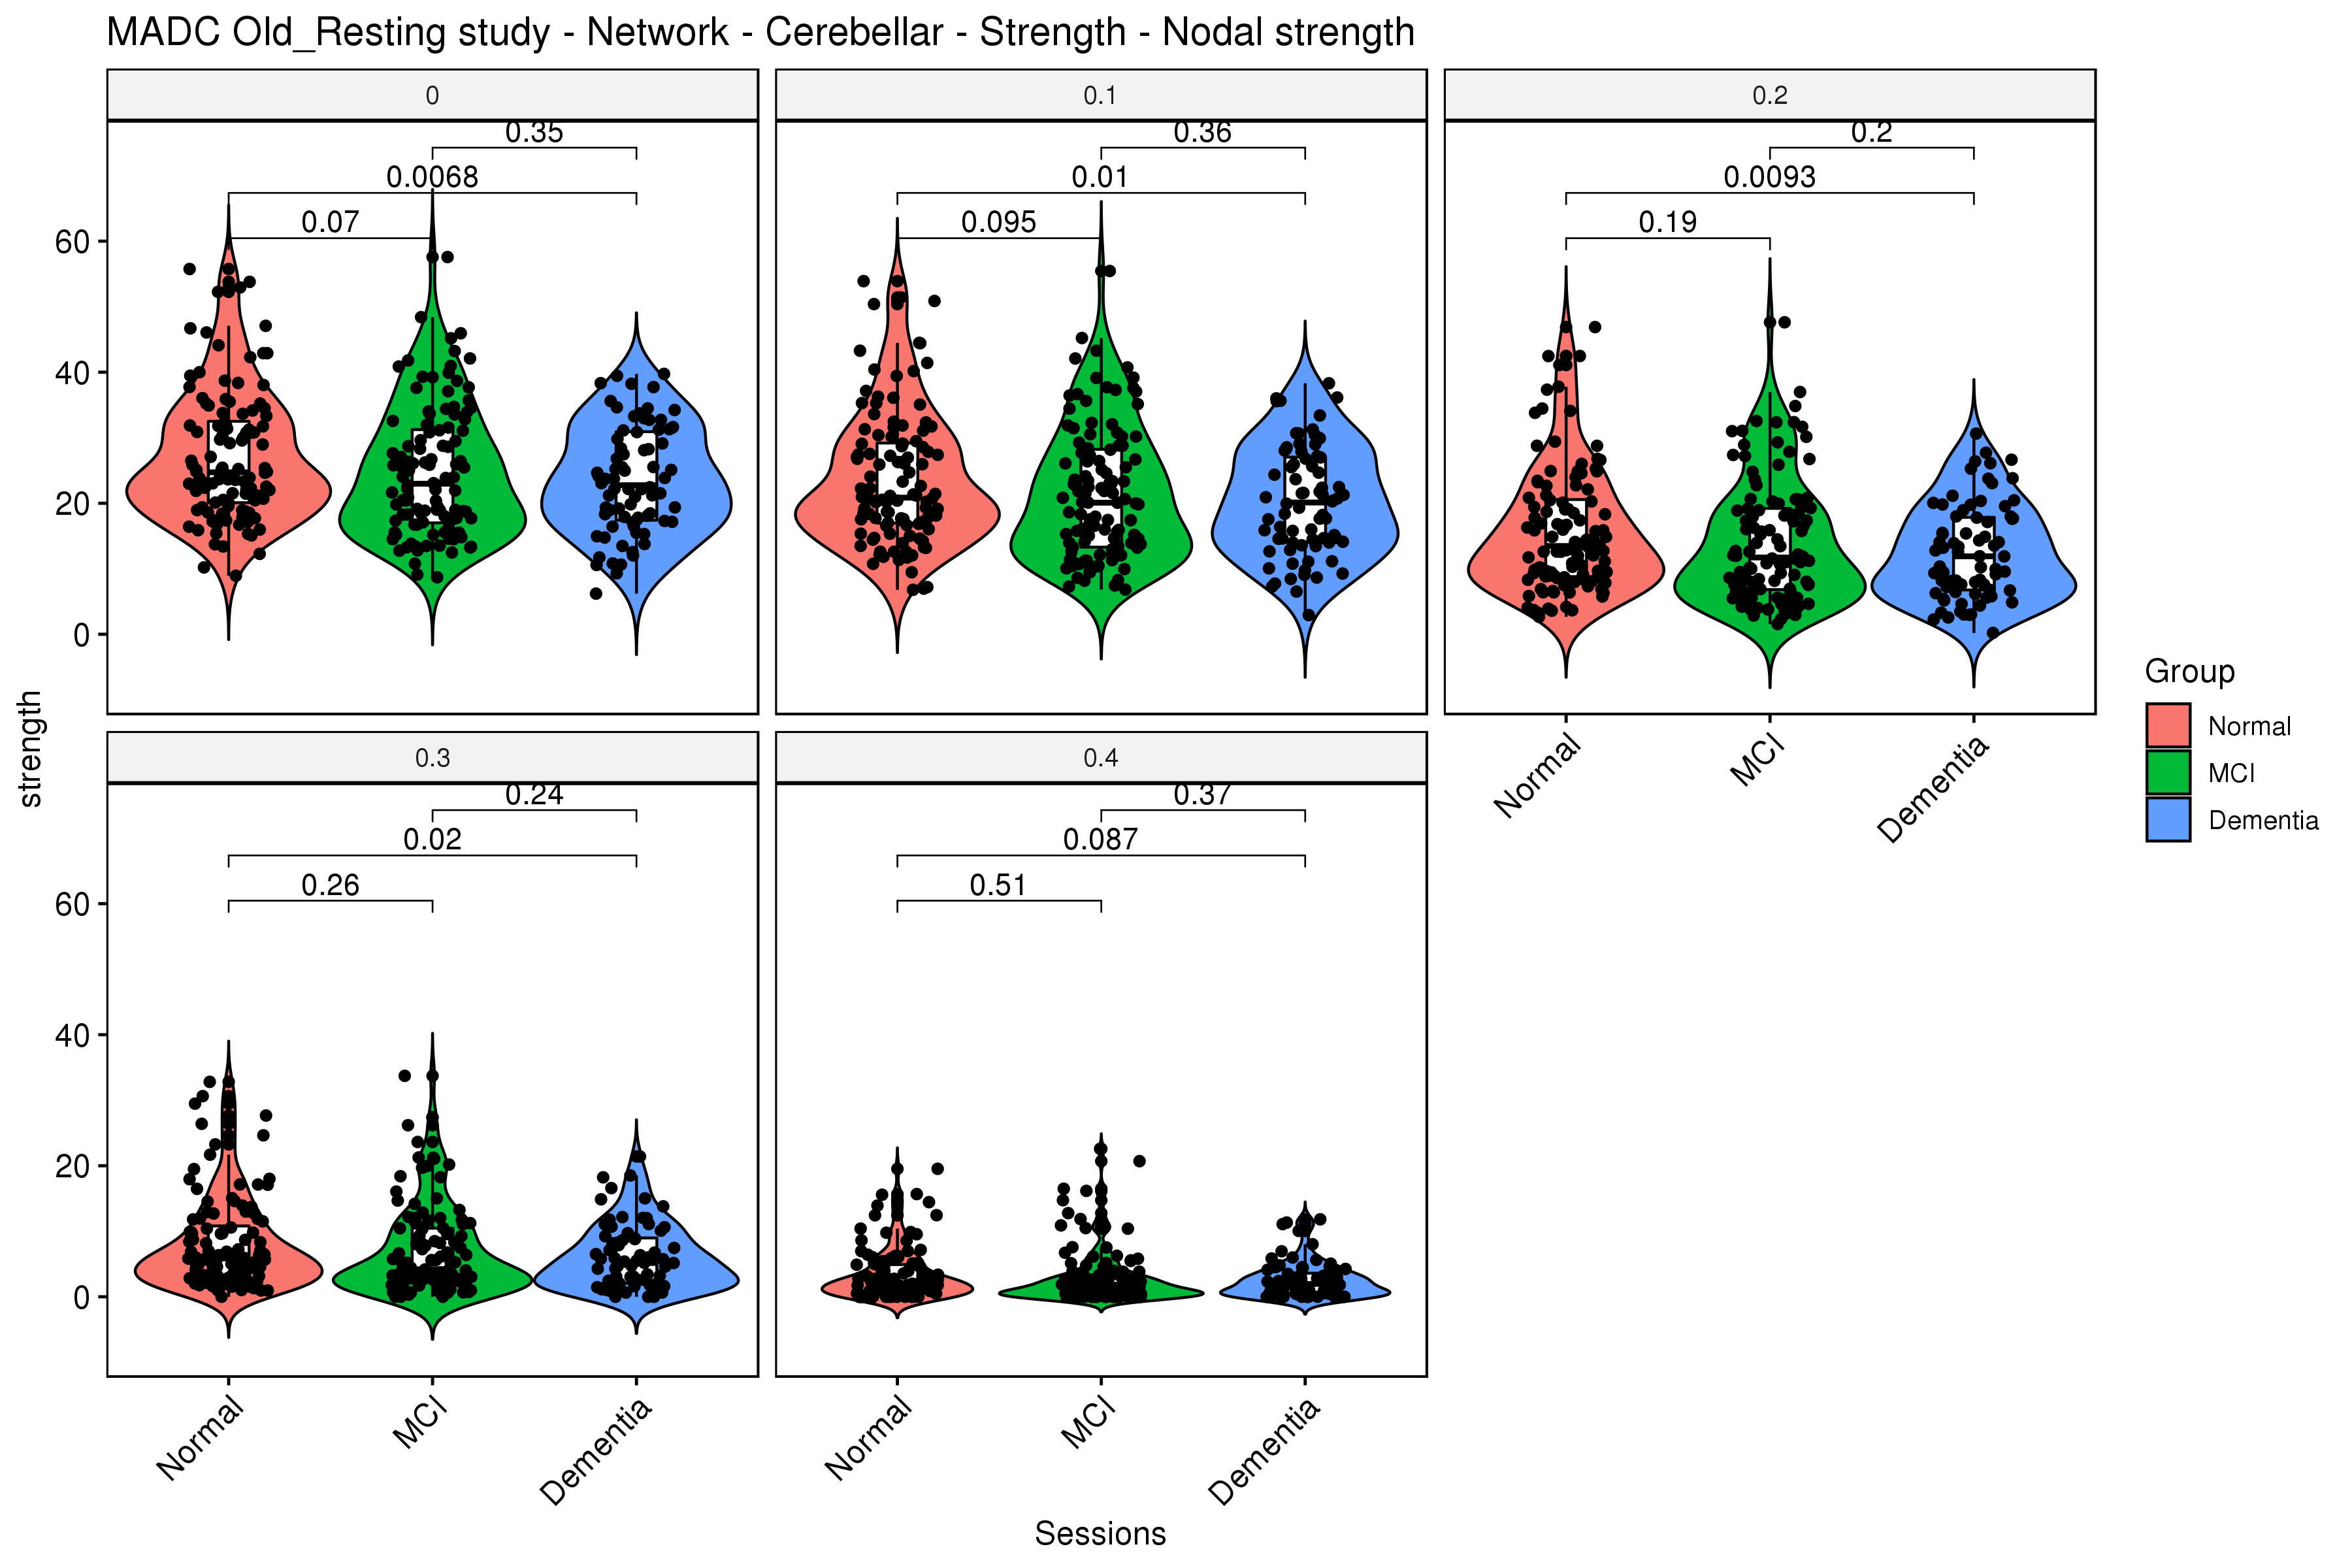 MADC Old_Resting study - Network - Cerebellar - Strength - Nodal strength
0
0.1
0.2
0.35
0.0068
0.07
0.36
0.01
0.095
0.2
0.0093
0.19
60
40
20
0
Normal
MCI
Dementia
strength
0.3
0.4
0.24
0.02
0.26
0.37
0.087
0.51
60
40
20
0
Normal
MCI
Dementia
Normal
MCI
Dementia
Sessions
Group
Normal
MCI
Dementia